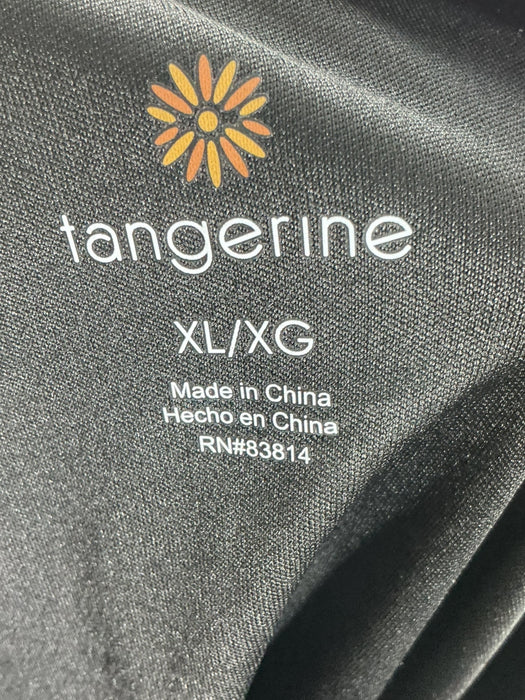 tangerine
XL/XG
Made in China
Hecho en China
RN#83814